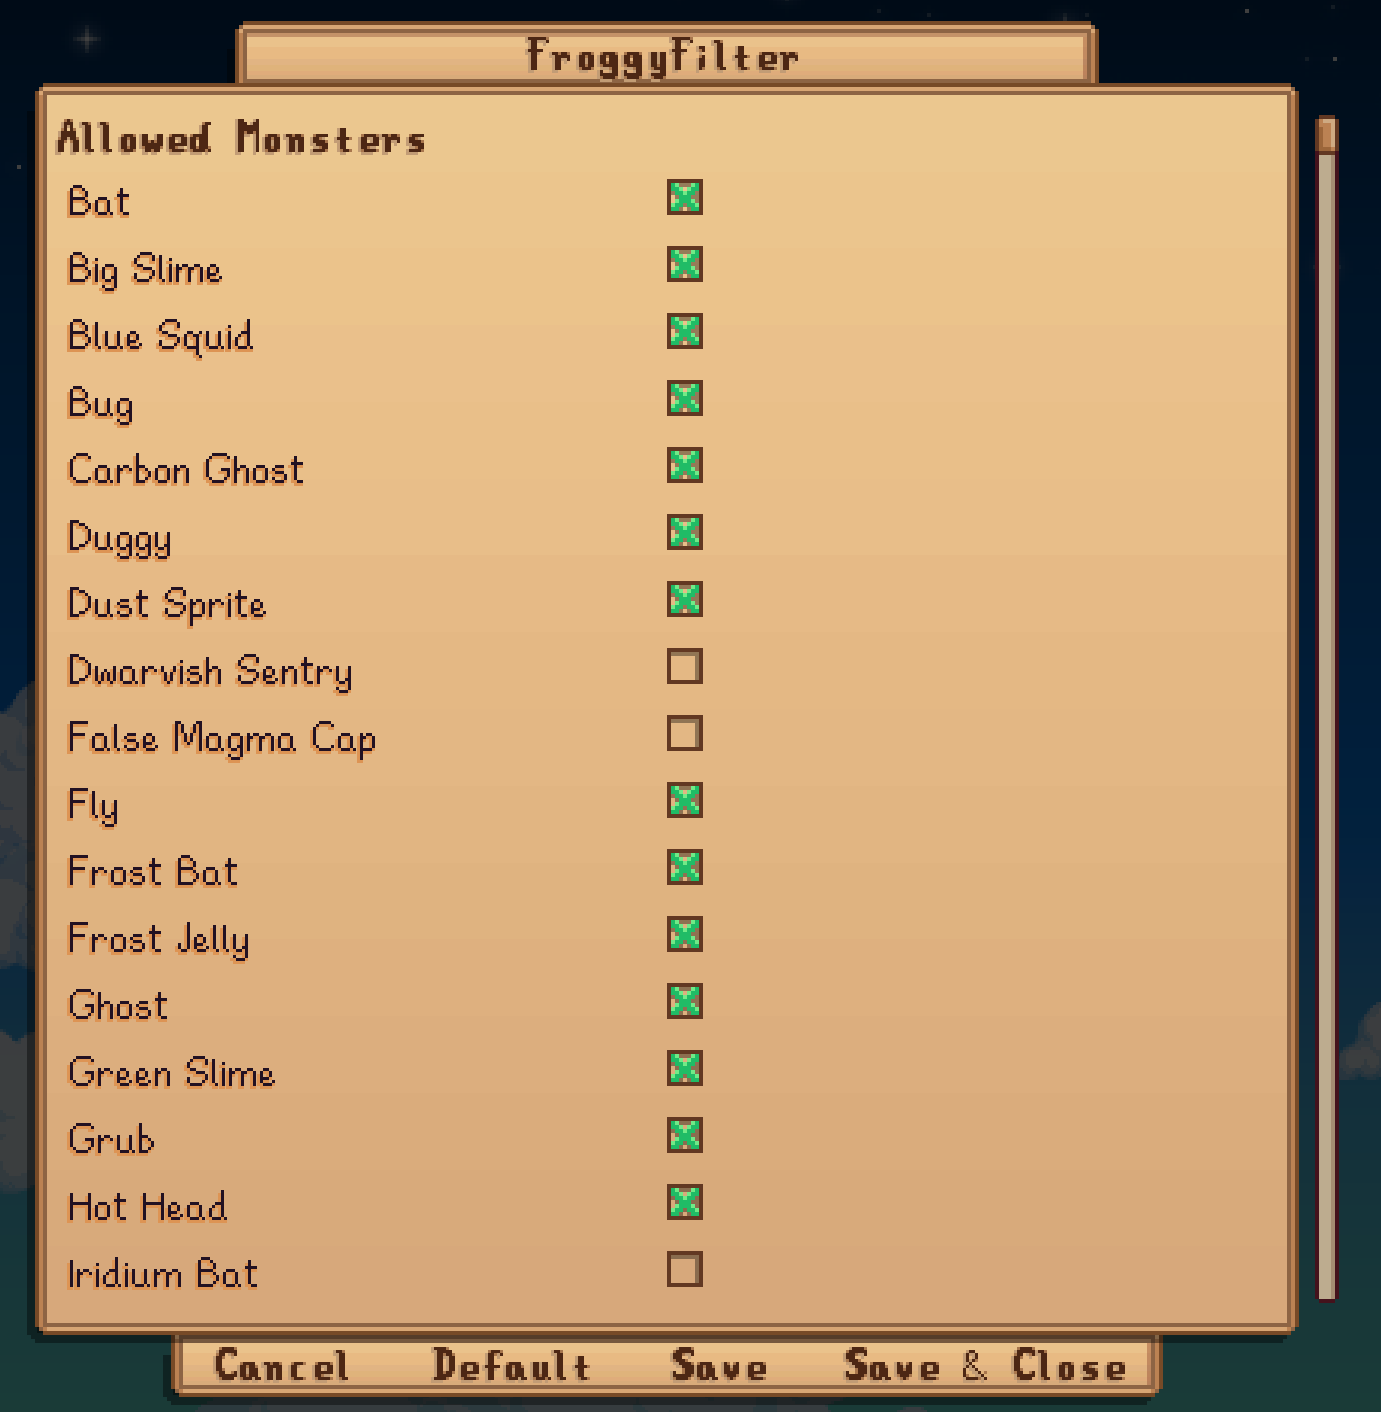 FroggyFilter
Allowed Monsters
Bat
Big Slime
Blue Squid
Bug
Carbon Ghost
Duggy
Dust Sprite
Dwarvish Sentry
False Magma Cap
Fly
Frost Bat
Frost Jelly
Ghost
Green Slime
Grub
Hot Head
Iridium Bat
Cancel Default Save Save & Close